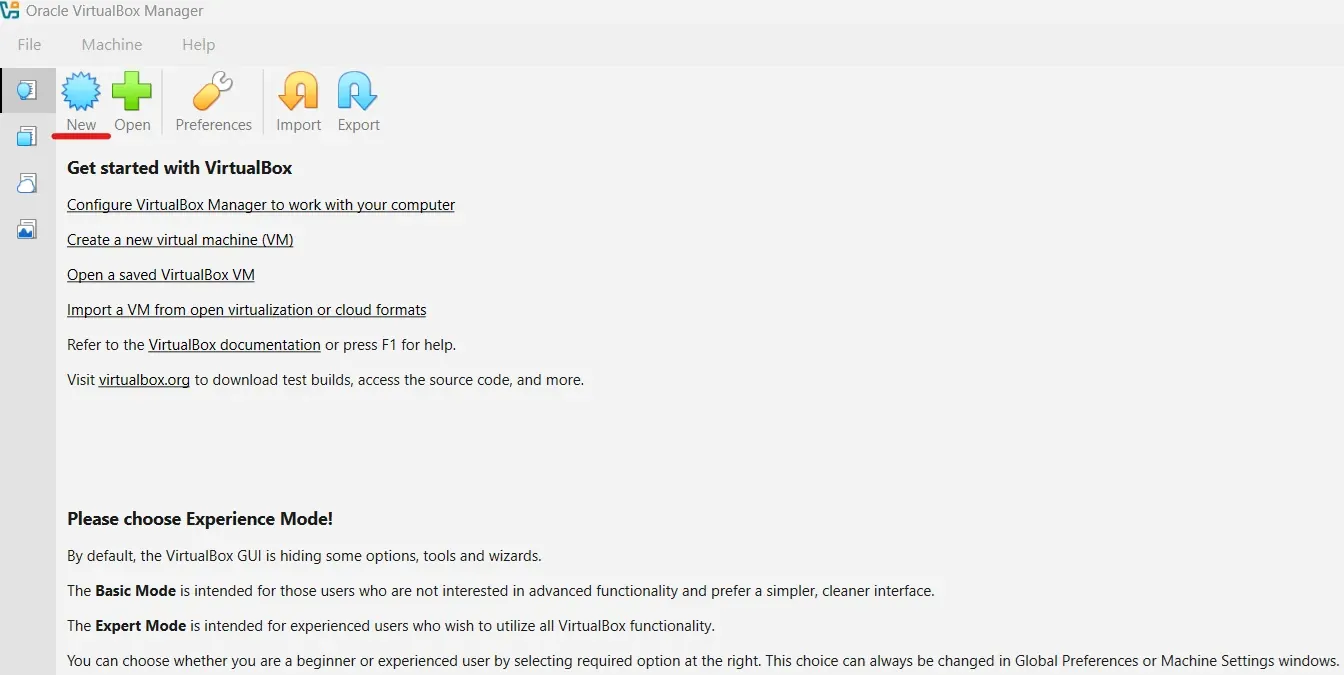 Oracle VirtualBox Manager
File Machine Help
New Open Preferences Import Export
Get started with VirtualBox
Configure VirtualBox Manager to work with your computer
Create a new virtual machine (VM)
Open a saved VirtualBox VM
Import a VM from open virtualization or cloud formats
Refer to the VirtualBox documentation or press F1 for help.
Visit virtualbox.org to download test builds, access the source code, and more.
Please choose Experience Mode!
By default, the VirtualBox GUI is hiding some options, tools and wizards.
The Basic Mode is intended for those users who are not interested in advanced functionality and prefer a simpler, cleaner interface.
The Expert Mode is intended for experienced users who wish to utilize all VirtualBox functionality.
You can choose whether you are a beginner or experienced user by selecting required option at the right. This choice can always be changed in Global Preferences or Machine Settings windows.